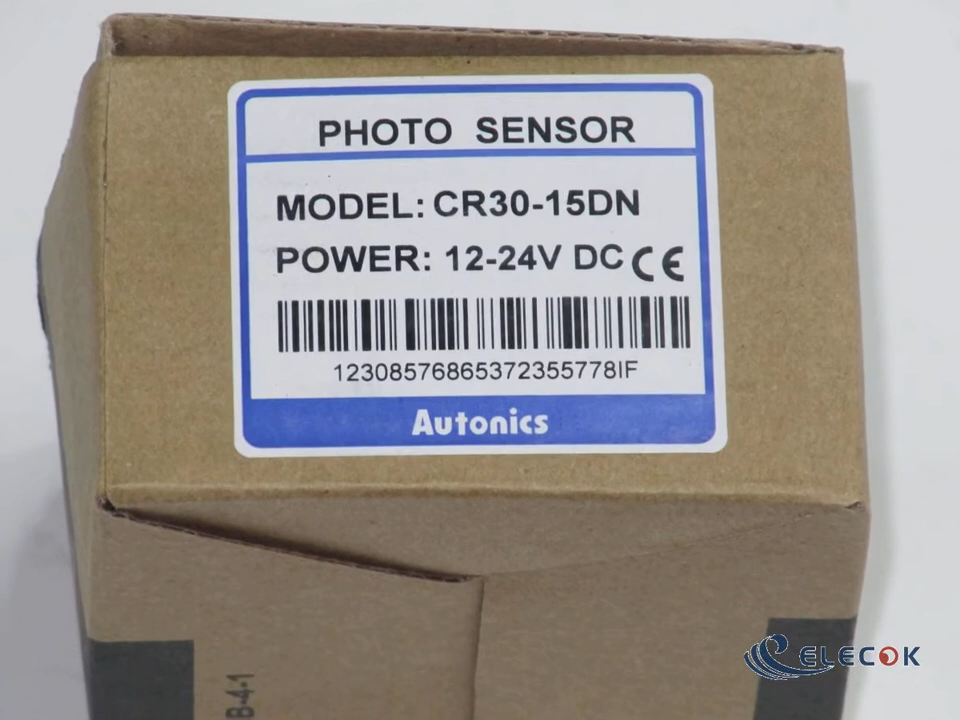 PHOTO SENSOR
MODEL: CR30-15DN
POWER: 12-24V DC CE
12308576865372355778IF
Autonics
B-4-1
ELECOK